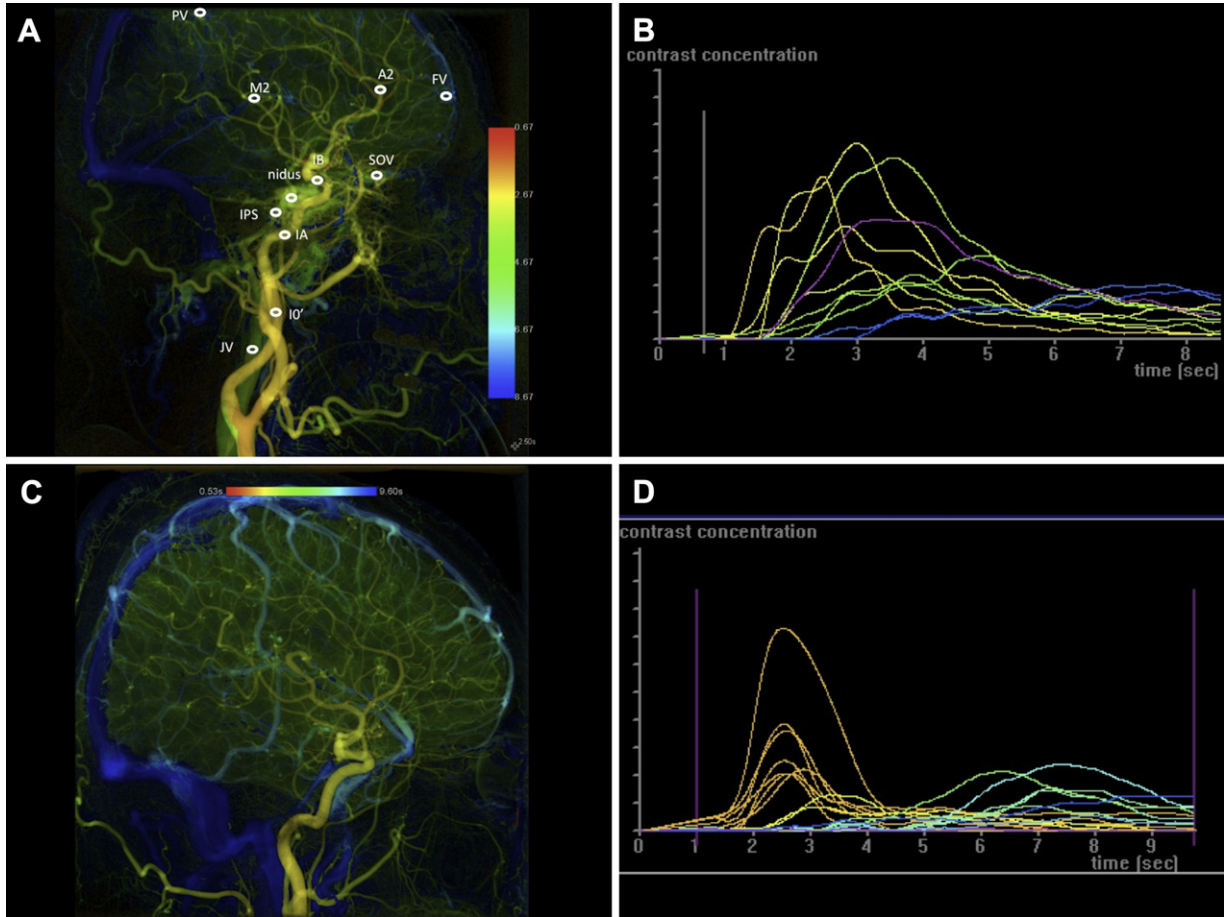 A
PV
M2
A2
FV
IB
SOV
nidus
IPS
IA
I0'
JV
0.67
2.67
4.67
6.67
8.67
2.50s
B
contrast concentration
0 1 2 3 4 5 6 7 8
time (sec)
C
0.53s 9.60s
D
contrast concentration
0 1 2 3 4 5 6 7 8 9
time (sec)